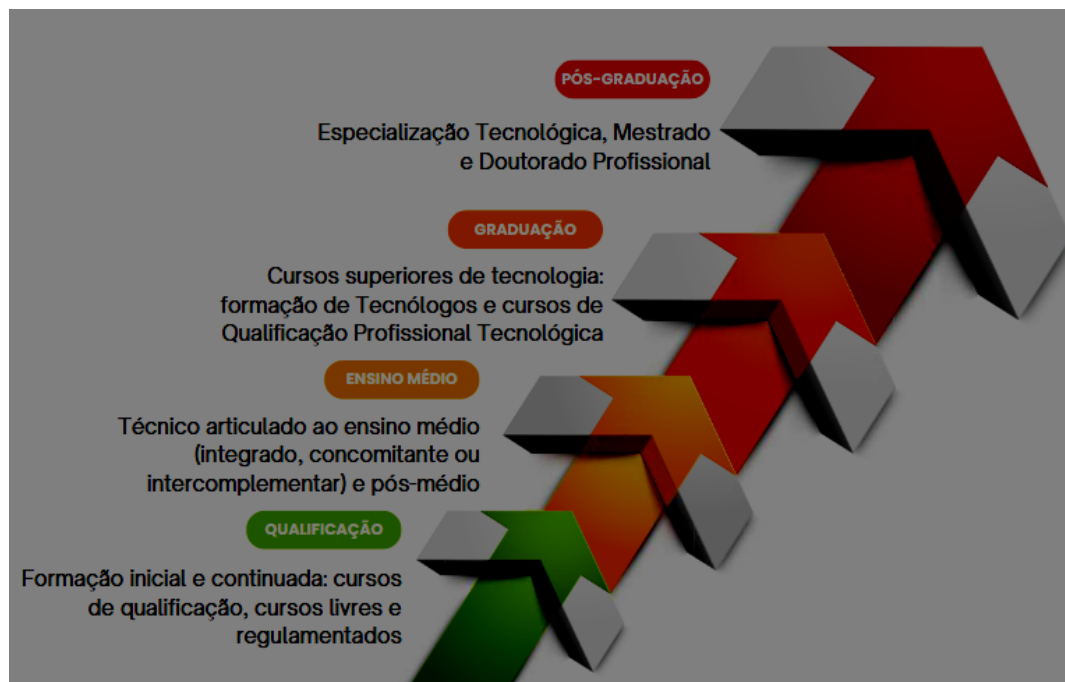 PÓS-GRADUAÇÃO
Especialização Tecnológica, Mestrado
e Doutorado Profissional
GRADUAÇÃO
Cursos superiores de tecnologia:
formação de Tecnólogos e cursos de
Qualificação Profissional Tecnológica
ENSINO MÉDIO
Técnico articulado ao ensino médio
(integrado, concomitante ou
intercomplementar) e pós-médio
QUALIFICAÇÃO
Formação inicial e continuada: cursos
de qualificação, cursos livres e
regulamentados